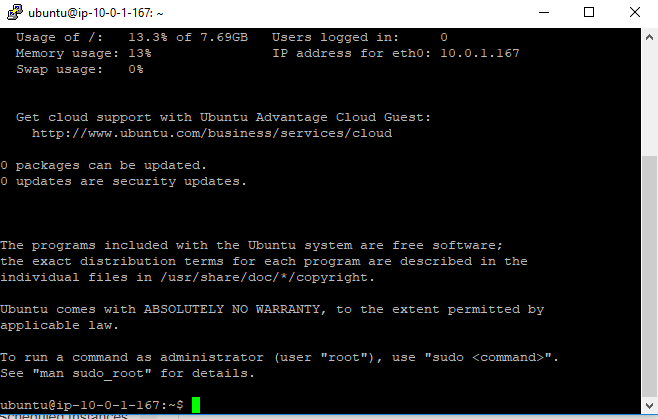 ubuntu@ip-10-0-1-167: ~
Usage of /:   13.3% of 7.69GB   Users logged in:     0
Memory usage: 13%               IP address for eth0: 10.0.1.167
Swap usage:   0%
Get cloud support with Ubuntu Advantage Cloud Guest:
http://www.ubuntu.com/business/services/cloud
0 packages can be updated.
0 updates are security updates.
The programs included with the Ubuntu system are free software;
the exact distribution terms for each program are described in the
individual files in /usr/share/doc/*/copyright.
Ubuntu comes with ABSOLUTELY NO WARRANTY, to the extent permitted by
applicable law.
To run a command as administrator (user "root"), use "sudo <command>".
See "man sudo_root" for details.
ubuntu@ip-10-0-1-167:~$
Scheduled Instances